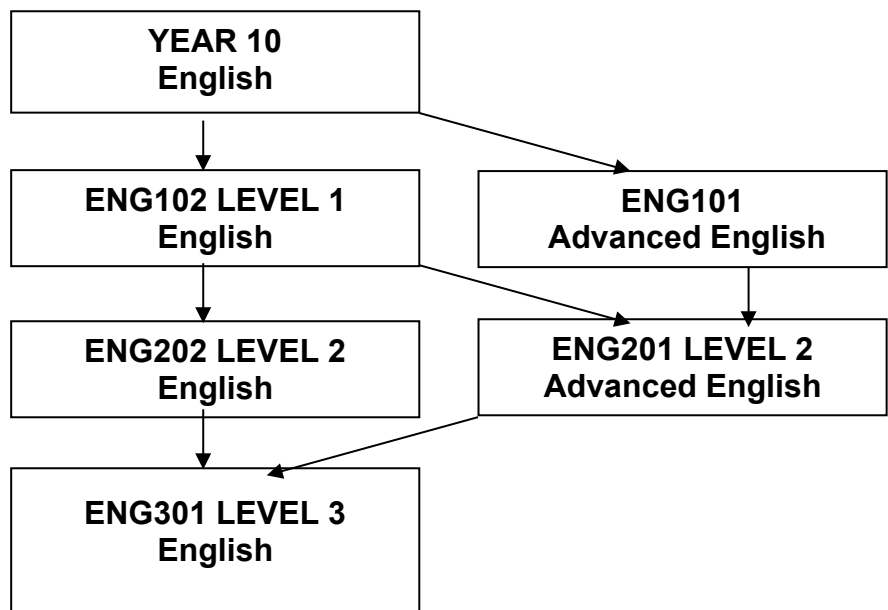 YEAR 10
English
ENG102 LEVEL 1
English
ENG101
Advanced English
ENG202 LEVEL 2
English
ENG201 LEVEL 2
Advanced English
ENG301 LEVEL 3
English